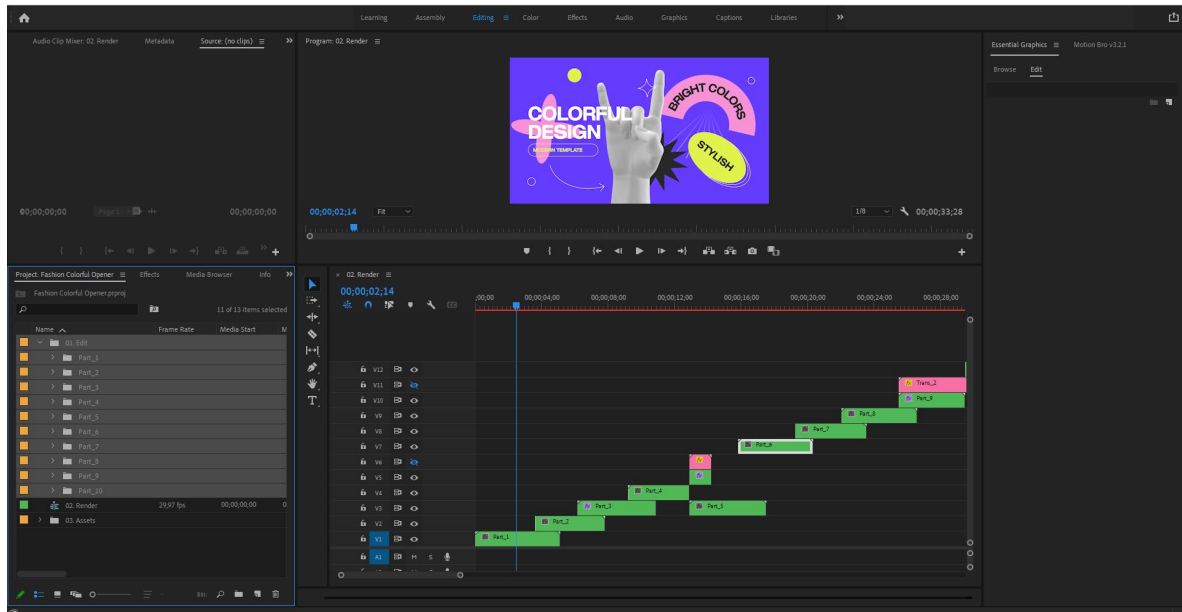 Learning Assembly Editing Color Effects Audio Graphics Captions Libraries
Audio Clip Mixer: 02. Render Metadata Source: (no clips)
Program: 02. Render
Essential Graphics Motion Bro v3.2.1
Browse Edit
COLORFUL
DESIGN
MODERN TEMPLATE
BRIGHT COLORS
STYLISH
00;00;00;00 Page 1 00;00;00;00
00;00;02;14 Fit 1/8 00;00;33;28
Project: Fashion Colorful Opener Effects Media Browser Info
Fashion Colorful Opener.prproj
11 of 13 items selected
Name Frame Rate Media Start M
01. Edit
Part_1
Part_2
Part_3
Part_4
Part_5
Part_6
Part_7
Part_8
Part_9
Part_10
02. Render 29,97 fps 00;00;00;00 0
03. Assets
02. Render
00;00;02;14
;00;00 00;00;04;00 00;00;08;00 00;00;12;00 00;00;16;00 00;00;20;00 00;00;24;00 00;00;28;00
V12
V11 Trans_2
V10 Part_9
V9 Part_8
V8 Part_7
V7 Part_6
V6
V5
V4 Part_4
V3 Part_3 Part_5
V2 Part_2
V1 Part_1
A1 M S